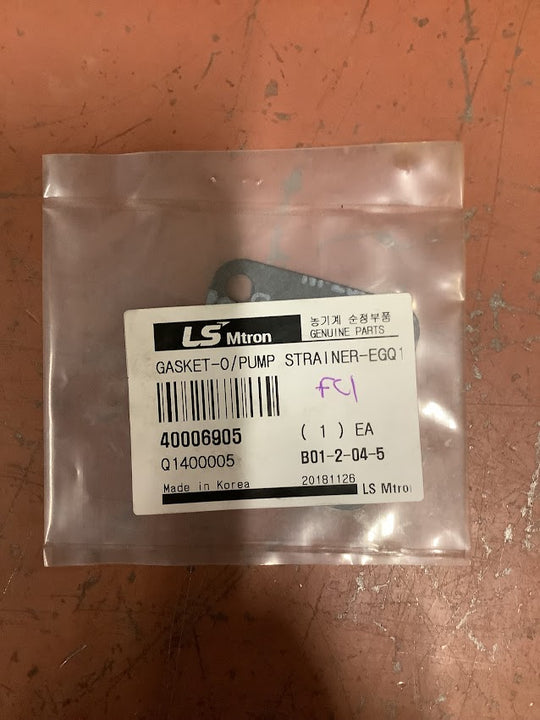 LS Mtron
농기계 순정부품
GENUINE PARTS
GASKET-O/PUMP STRAINER-EGQ1
FC1
40006905
( 1 ) EA
Q1400005
B01-2-04-5
Made in Korea
20181126
LS Mtro